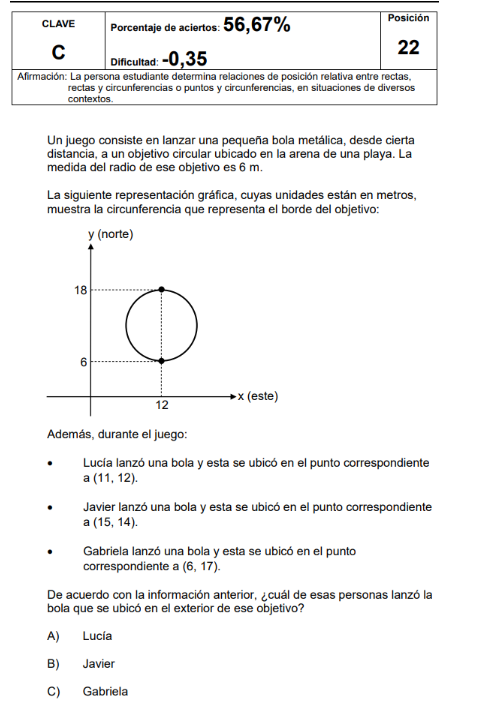 CLAVE
C
Porcentaje de aciertos: 56,67%
Dificultad: -0,35
Posición
22
Afirmación: La persona estudiante determina relaciones de posición relativa entre rectas,
rectas y circunferencias o puntos y circunferencias, en situaciones de diversos
contextos.
Un juego consiste en lanzar una pequeña bola metálica, desde cierta
distancia, a un objetivo circular ubicado en la arena de una playa. La
medida del radio de ese objetivo es 6 m.
La siguiente representación gráfica, cuyas unidades están en metros,
muestra la circunferencia que representa el borde del objetivo:
y (norte)
18
6
x (este)
12
Además, durante el juego:
• Lucía lanzó una bola y esta se ubicó en el punto correspondiente
a (11, 12).
• Javier lanzó una bola y esta se ubicó en el punto correspondiente
a (15, 14).
• Gabriela lanzó una bola y esta se ubicó en el punto
correspondiente a (6, 17).
De acuerdo con la información anterior, ¿cuál de esas personas lanzó la
bola que se ubicó en el exterior de ese objetivo?
A) Lucía
B) Javier
C) Gabriela